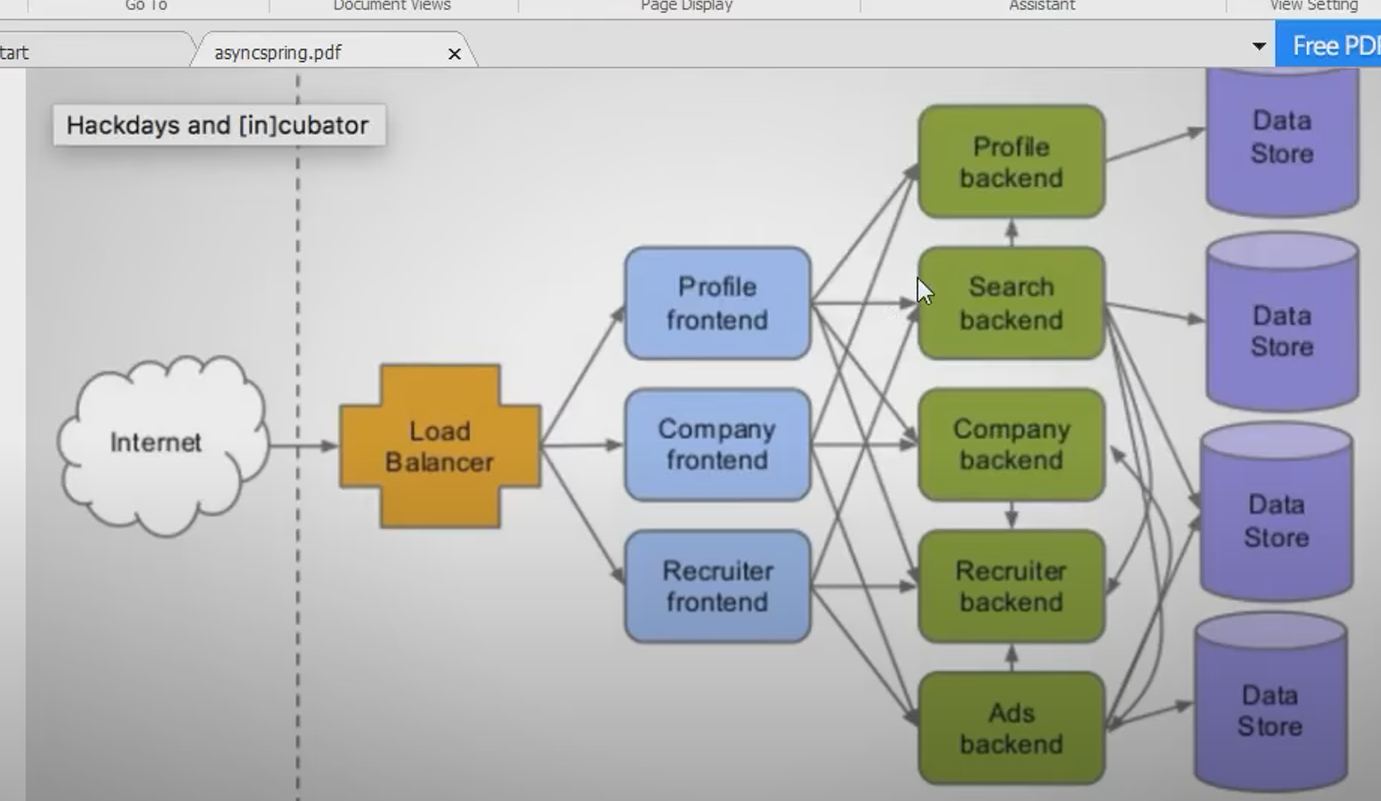 Go To
Document Views
Page Display
Assistant
View Setting
tart
asyncspring.pdf
Free PDF
Hackdays and [in]cubator
Internet
Load
Balancer
Profile
frontend
Company
frontend
Recruiter
frontend
Profile
backend
Search
backend
Company
backend
Recruiter
backend
Ads
backend
Data
Store
Data
Store
Data
Store
Data
Store